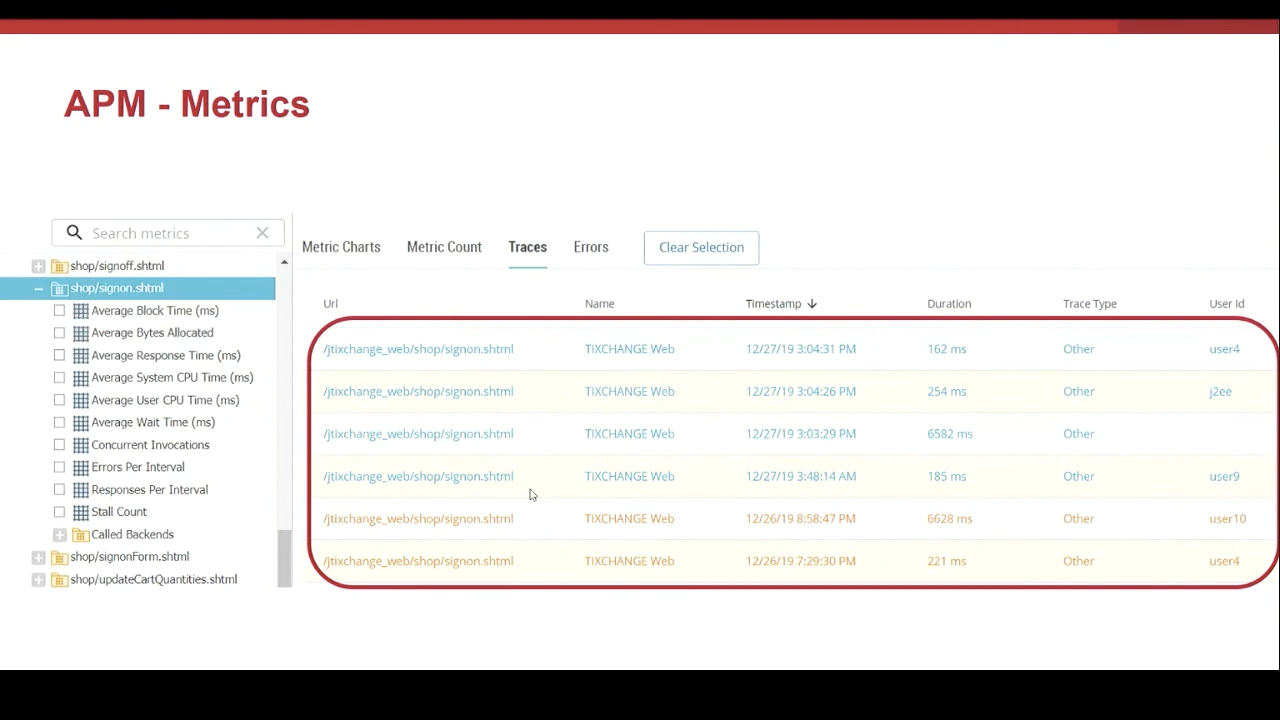 APM - Metrics
Search metrics
shop/signoff.shtml
shop/signon.shtml
Average Block Time (ms)
Average Bytes Allocated
Average Response Time (ms)
Average System CPU Time (ms)
Average User CPU Time (ms)
Average Wait Time (ms)
Concurrent Invocations
Errors Per Interval
Responses Per Interval
Stall Count
Called Backends
shop/signonForm.shtml
shop/updateCartQuantities.shtml
Metric Charts Metric Count Traces Errors Clear Selection
Url Name Timestamp Duration Trace Type User Id
/jtixchange_web/shop/signon.shtml TIXCHANGE Web 12/27/19 3:04:31 PM 162 ms Other user4
/jtixchange_web/shop/signon.shtml TIXCHANGE Web 12/27/19 3:04:26 PM 254 ms Other j2ee
/jtixchange_web/shop/signon.shtml TIXCHANGE Web 12/27/19 3:03:29 PM 6582 ms Other
/jtixchange_web/shop/signon.shtml TIXCHANGE Web 12/27/19 3:48:14 AM 185 ms Other user9
/jtixchange_web/shop/signon.shtml TIXCHANGE Web 12/26/19 8:58:47 PM 6628 ms Other user10
/jtixchange_web/shop/signon.shtml TIXCHANGE Web 12/26/19 7:29:30 PM 221 ms Other user4